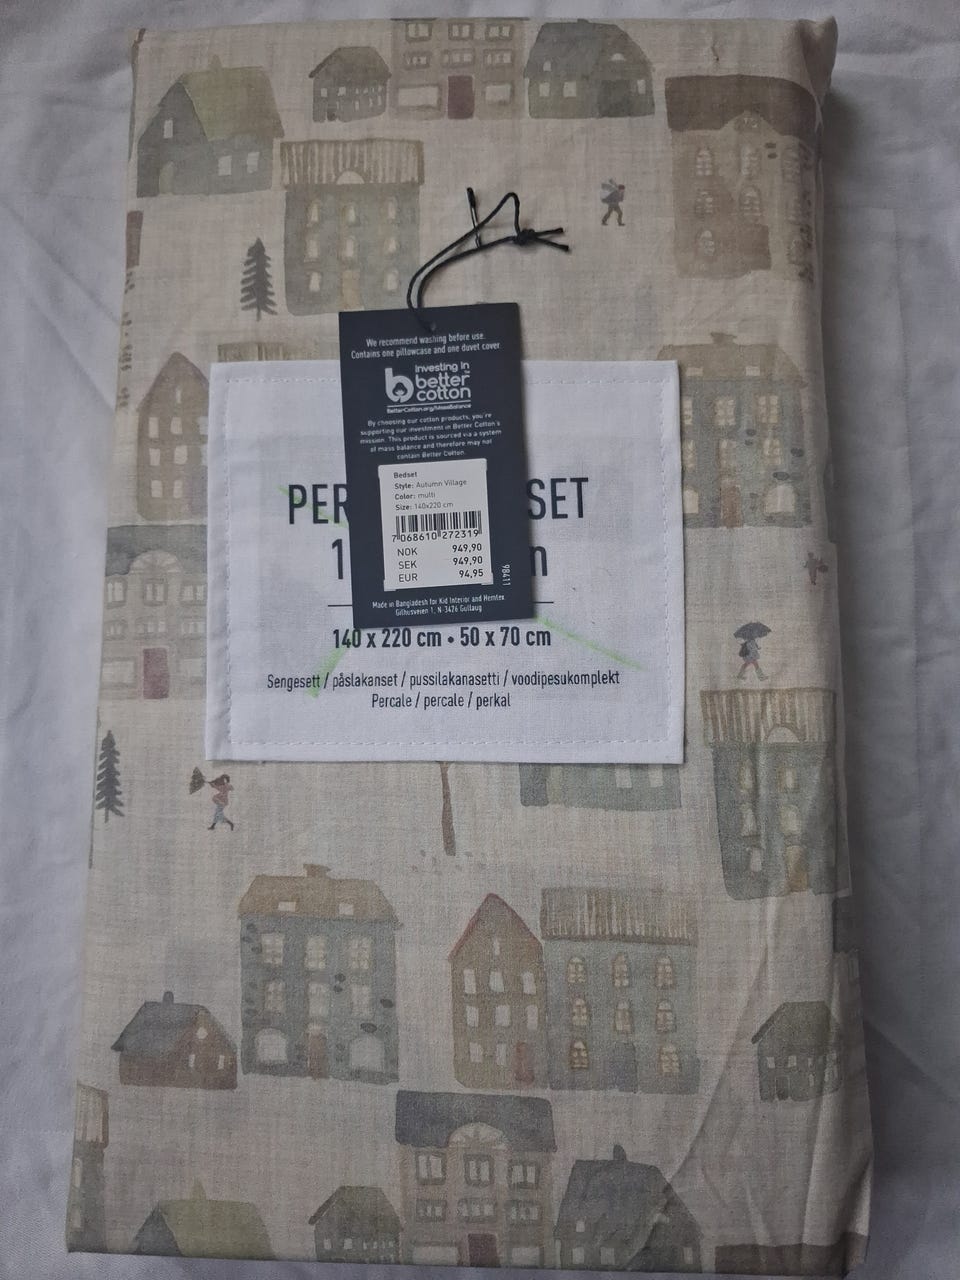 We recommend washing before use.
Contains one pillowcase and one duvet cover.
investing in
better
cotton
BetterCotton.org/MassBalance
By choosing our cotton products, you're
supporting our investment in Better Cotton's
mission. This product is sourced via a system
of mass balance and therefore may not
contain Better Cotton.
Bedset
Style: Autumn Village
Color: multi
Size: 140x220 cm
7 068610 272319
NOK 949,90
SEK 949,90
EUR 94,95
98411
Made in Bangladesh for Kid Interior and Hemtex
Gilhusveien 1, N 3426 Gullaug
PER SET
140 x 220 cm • 50 x 70 cm
Sengesett / påslakanset / pussilakanasetti / voodipesukomplekt
Percale / percale / perkal